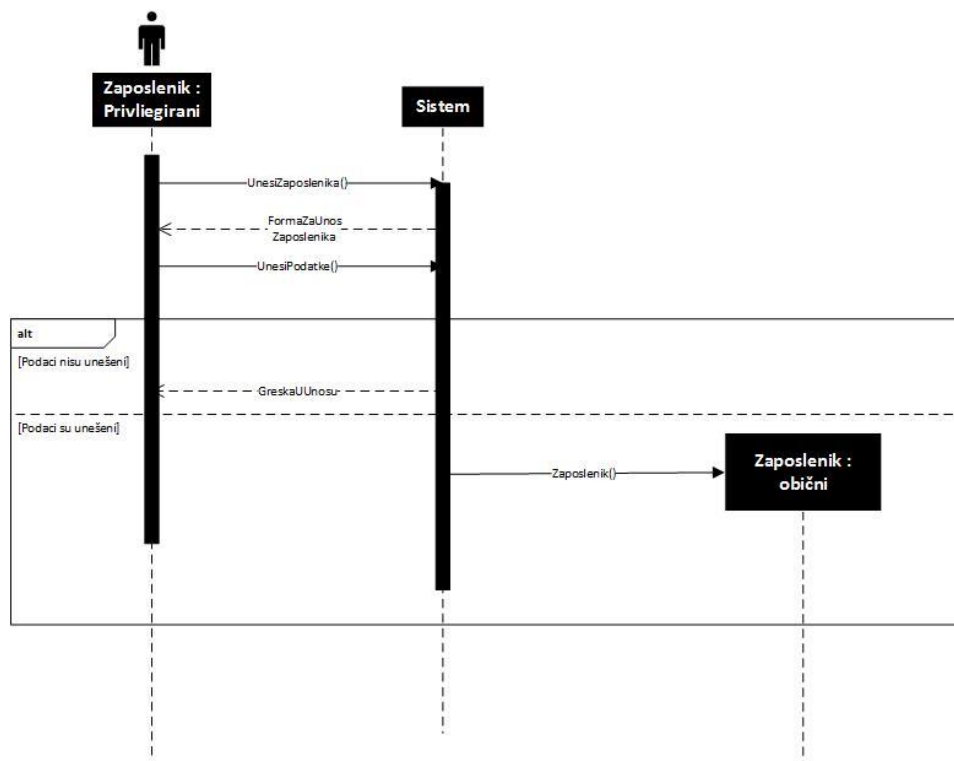 Zaposlenik :
Privliegirani
Sistem
UnesiZaposlenika()
FormaZaUnos
Zaposlenika
UnesiPodatke()
alt
[Podaci nisu unešeni]
GreskaUUnosu
[Podaci su unešeni]
Zaposlenik :
obični
Zaposlenik()